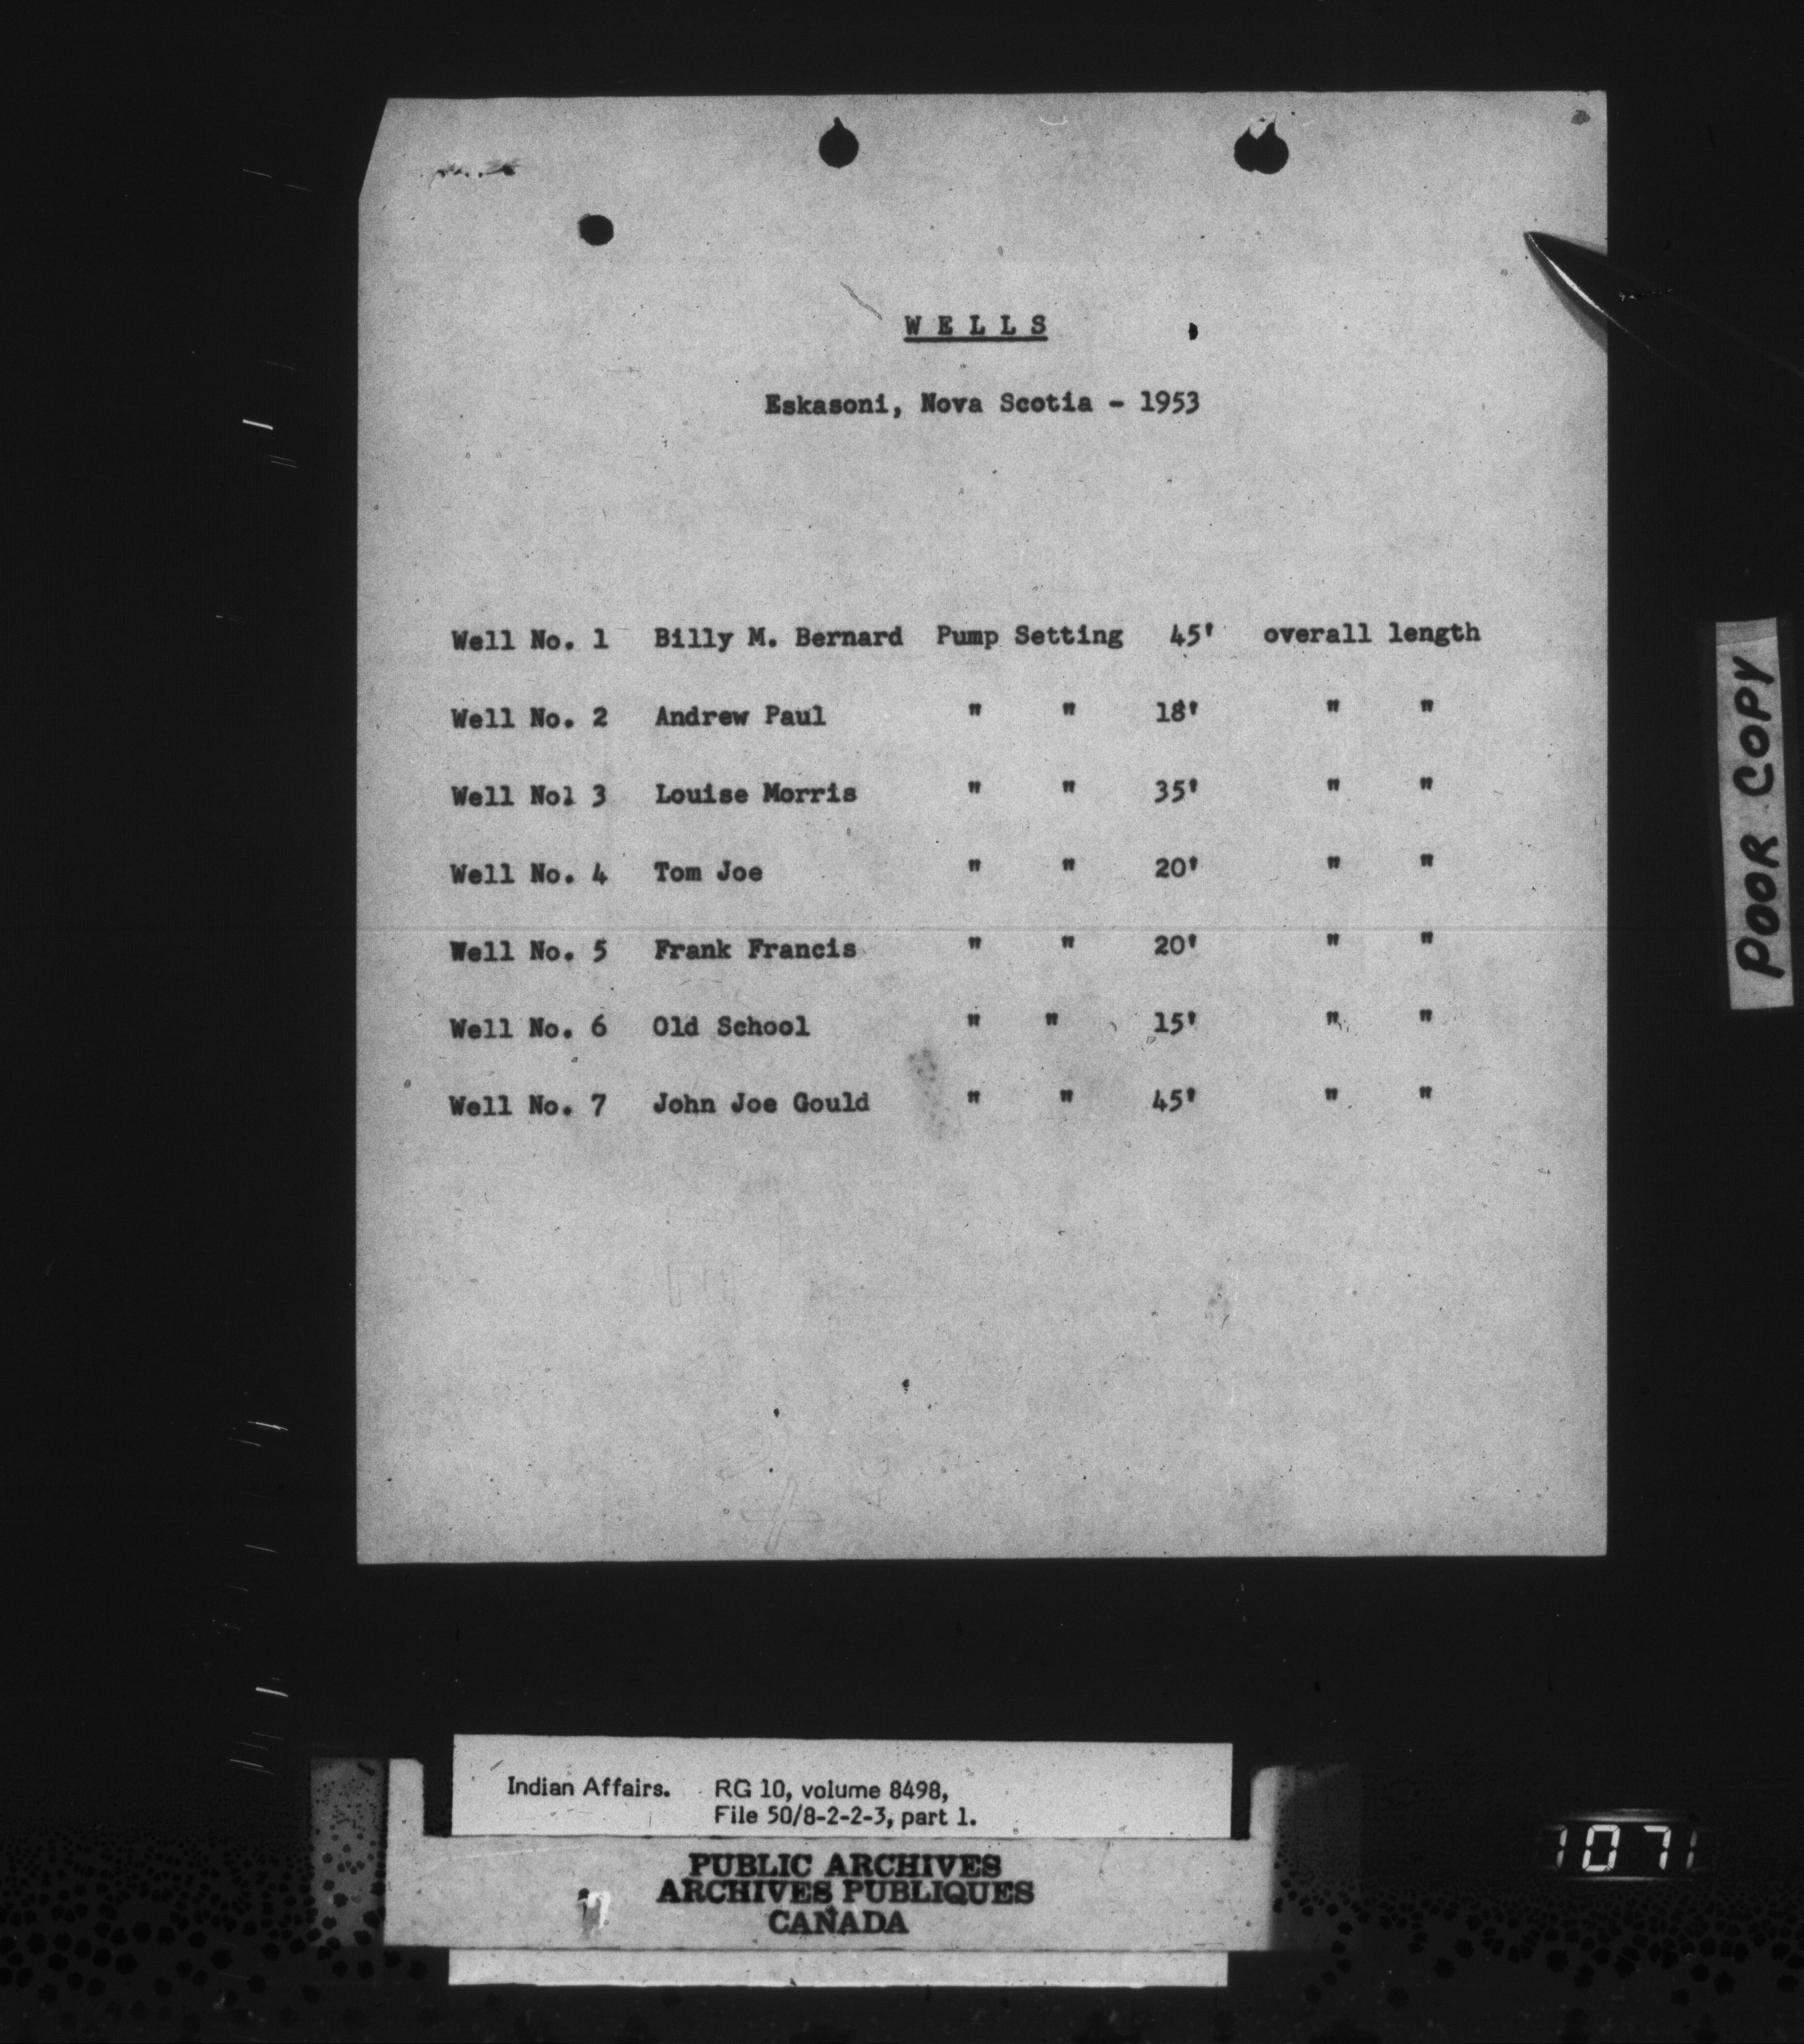 W E L L S
Eskasoni, Nova Scotia - 1953
Well No. 1 Billy M. Bernard Pump Setting 45' overall length
Well No. 2 Andrew Paul " " 18' " "
Well No1 3 Louise Morris " " 35' " "
Well No. 4 Tom Joe " " 20' " "
Well No. 5 Frank Francis " " 20' " "
Well No. 6 Old School " " 15' " "
Well No. 7 John Joe Gould " " 45' " "
POOR COPY
Indian Affairs. RG 10, volume 8498,
File 50/8-2-2-3, part 1.
PUBLIC ARCHIVES
ARCHIVES PUBLIQUES
CANADA
1071